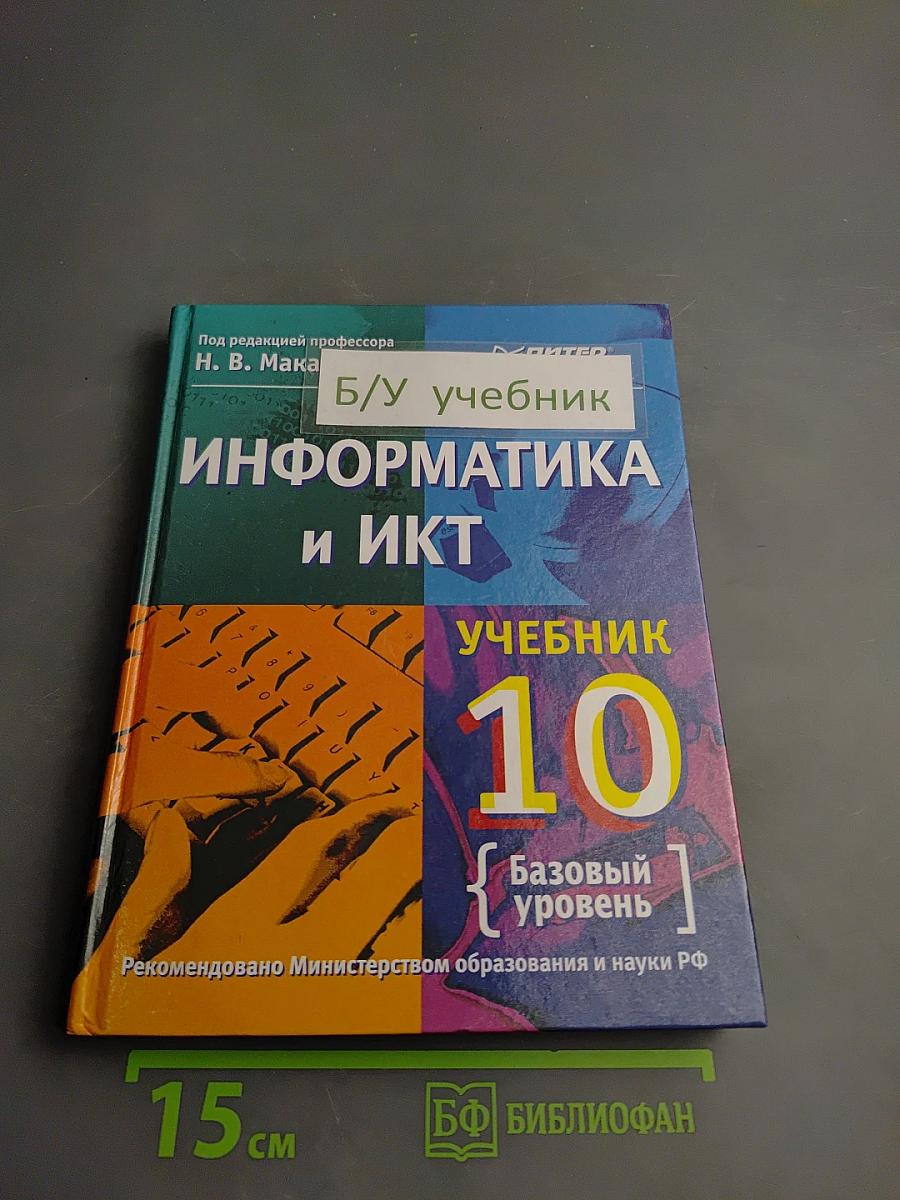 Под редакцией профессора
Н. В. Мака
ПИТЕР®
Б/У учебник
ИНФОРМАТИКА
и ИКТ
УЧЕБНИК
10
{ Базовый
уровень ]
Рекомендовано Министерством образования и науки РФ
15 см
БФ БИБЛИОФАН